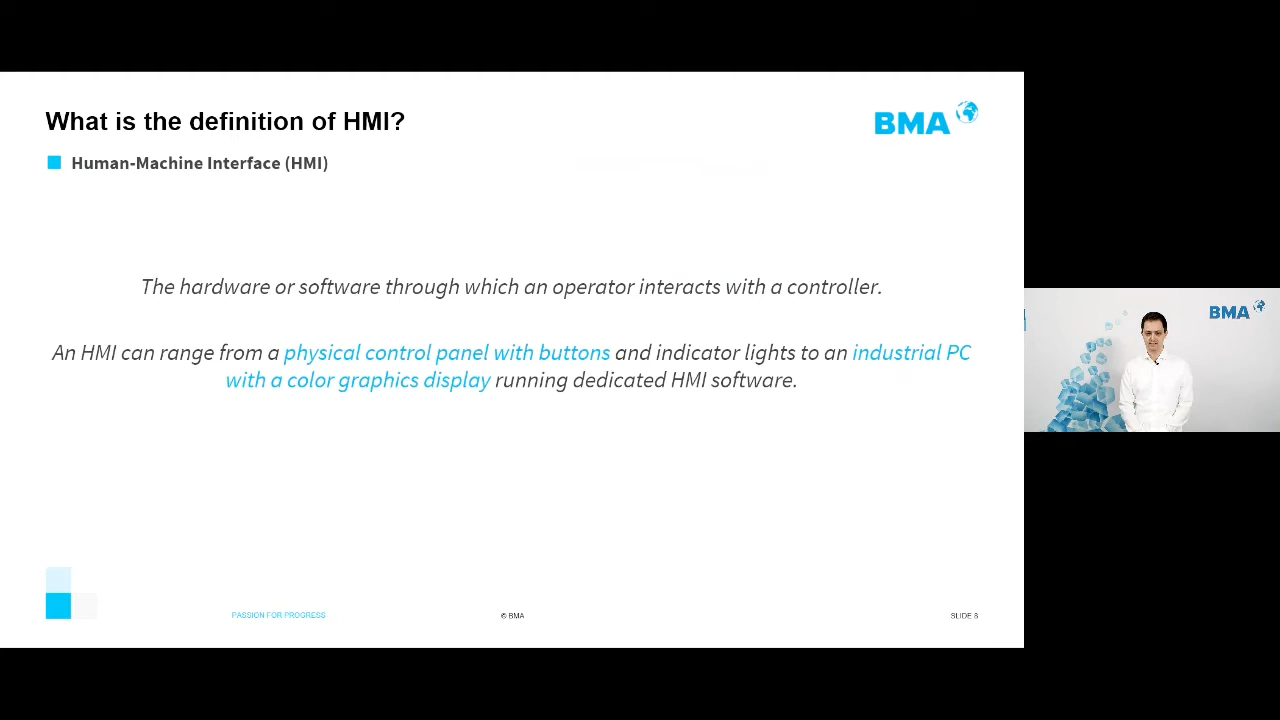 What is the definition of HMI?
BMA
Human-Machine Interface (HMI)
The hardware or software through which an operator interacts with a controller.
An HMI can range from a physical control panel with buttons and indicator lights to an industrial PC
with a color graphics display running dedicated HMI software.
BMA
PASSION FOR PROGRESS
© BMA
SLIDE 8